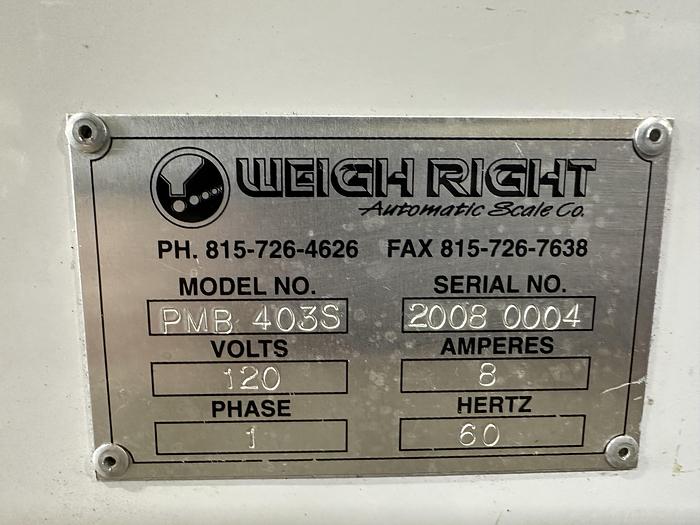 WEIGH RIGHT
Automatic Scale Co.
PH. 815-726-4626 FAX 815-726-7638
MODEL NO. SERIAL NO.
PMB 403S 2008 0004
VOLTS AMPERES
120 8
PHASE HERTZ
1 60